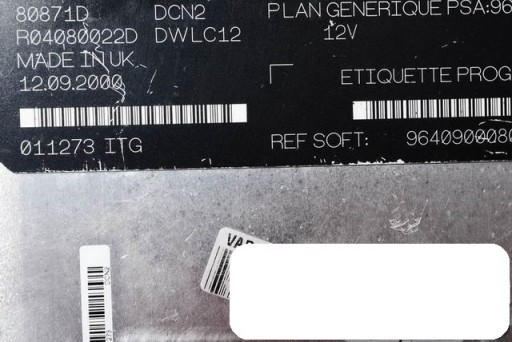 80871D DCN2 PLAN GENERIQUE PSA:96
R04080022D DWLC12 12V
MADE IN UK
12.09.2000 ETIQUETTE PROG
011273 ITG REF SOFT: 9640900080